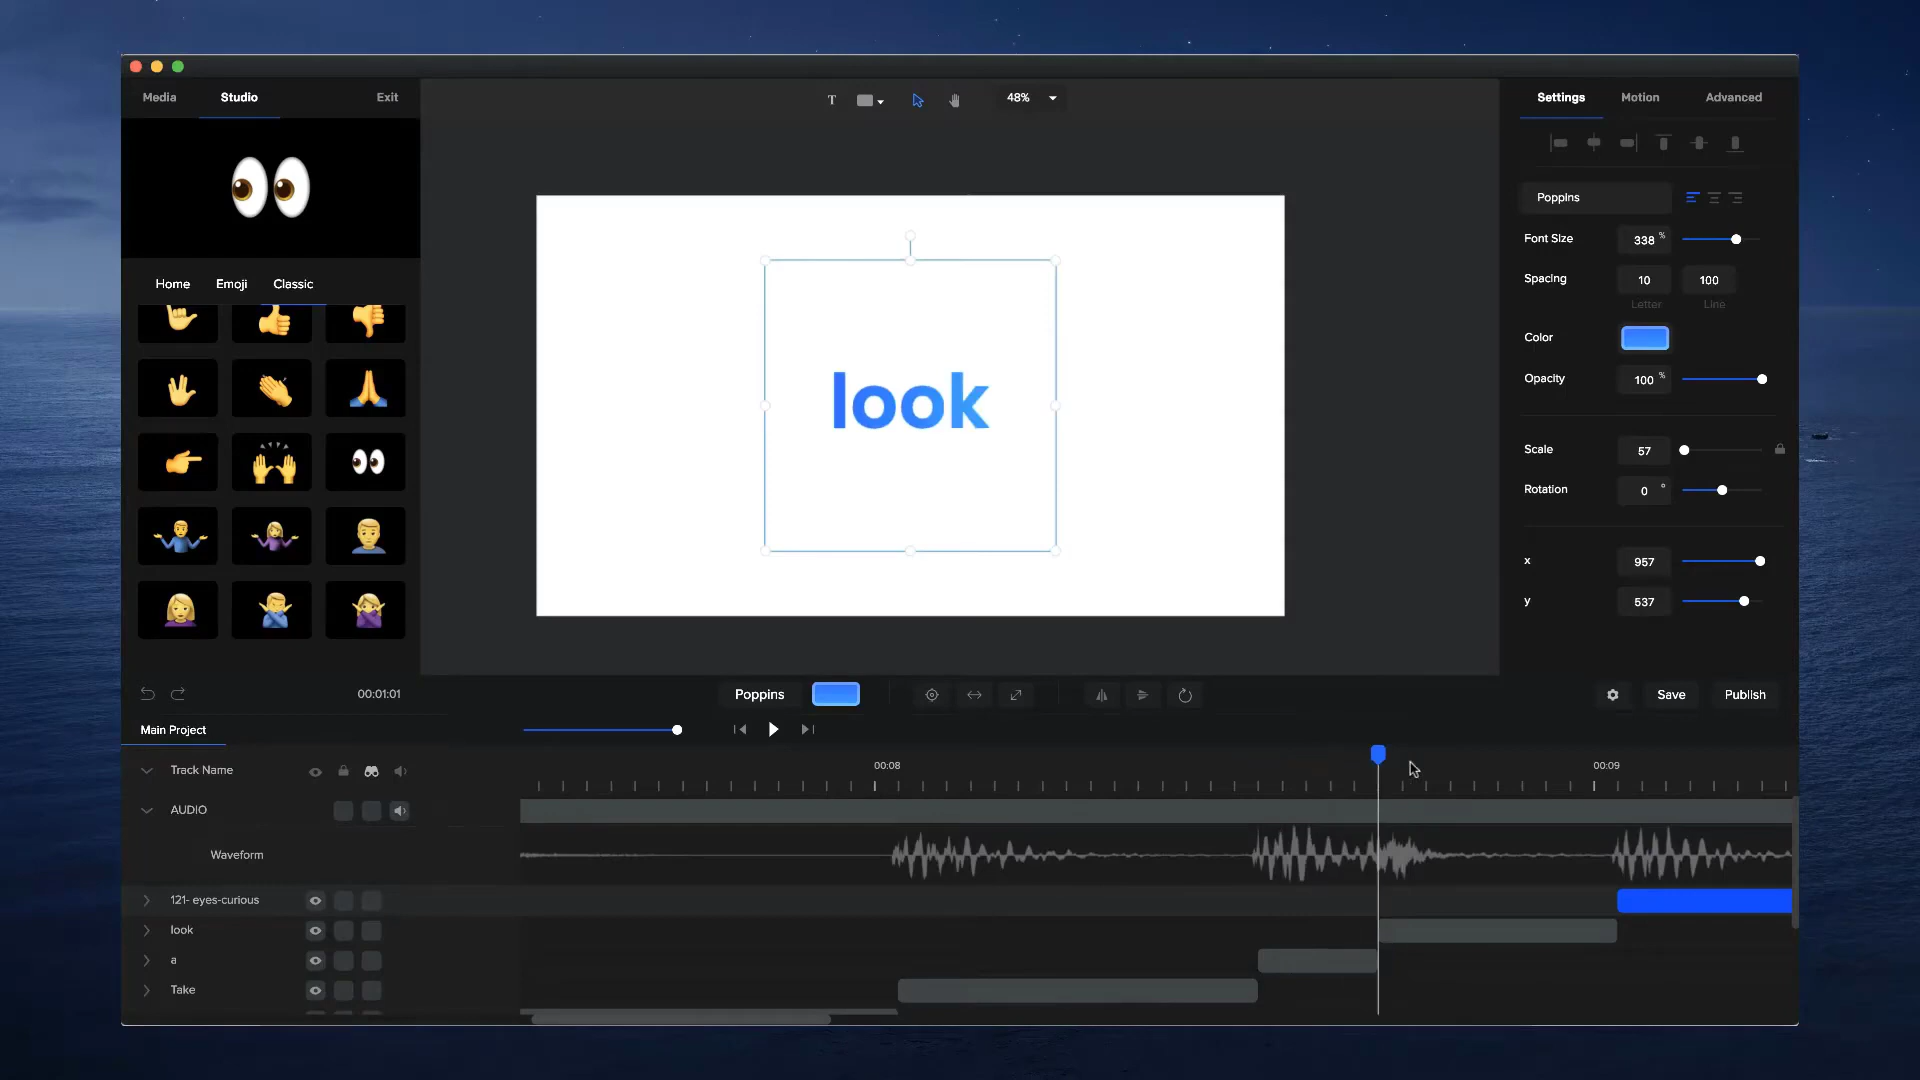 Media
Studio
Exit
T
48%
Settings
Motion
Advanced
Home
Emoji
Classic
look
Poppins
Font Size
338 %
Spacing
10
100
Letter
Line
Color
Opacity
100 %
Scale
57
Rotation
0 °
x
957
y
537
00:01:01
Poppins
Save
Publish
Main Project
Track Name
00:08
00:09
AUDIO
Waveform
121- eyes-curious
look
a
Take